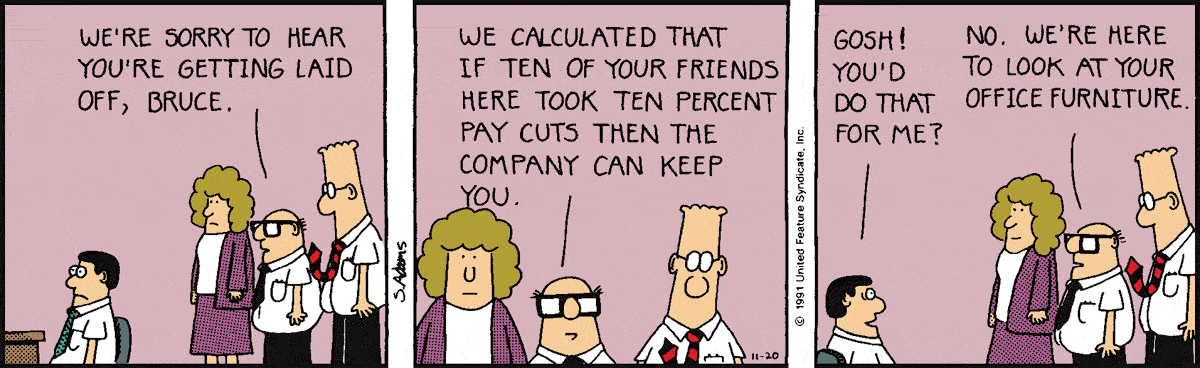 WE'RE SORRY TO HEAR
YOU'RE GETTING LAID
OFF, BRUCE.
S.Adams
WE CALCULATED THAT
IF TEN OF YOUR FRIENDS
HERE TOOK TEN PERCENT
PAY CUTS THEN THE
COMPANY CAN KEEP
YOU.
11-20
© 1991 United Feature Syndicate, Inc.
GOSH!
YOU'D
DO THAT
FOR ME?
NO. WE'RE HERE
TO LOOK AT YOUR
OFFICE FURNITURE.